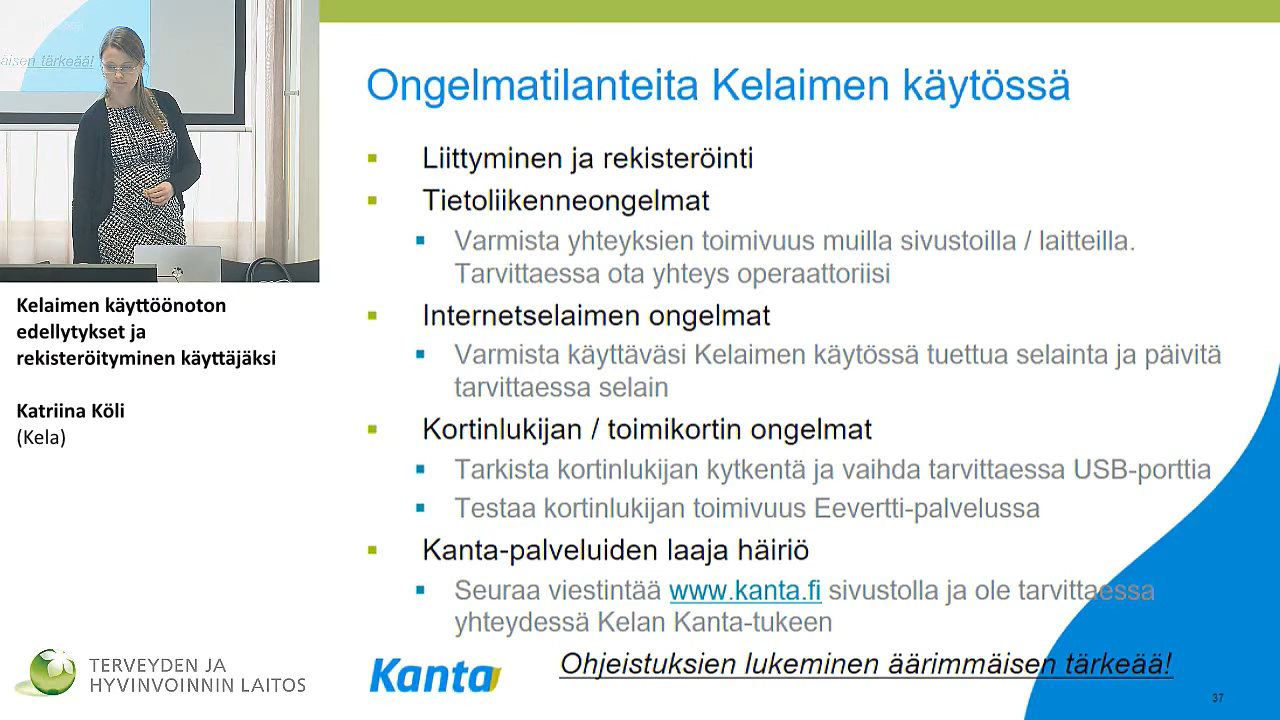 äisen tärkeää!
Kelaimen käyttöönoton
edellytykset ja
rekisteröityminen käyttäjäksi
Katriina Köli
(Kela)
TERVEYDEN JA
HYVINVOINNIN LAITOS
Ongelmatilanteita Kelaimen käytössä
Liittyminen ja rekisteröinti
Tietoliikenneongelmat
Varmista yhteyksien toimivuus muilla sivustoilla / laitteilla.
Tarvittaessa ota yhteys operaattoriisi
Internetselaimen ongelmat
Varmista käyttäväsi Kelaimen käytössä tuettua selainta ja päivitä
tarvittaessa selain
Kortinlukijan / toimikortin ongelmat
Tarkista kortinlukijan kytkentä ja vaihda tarvittaessa USB-porttia
Testaa kortinlukijan toimivuus Eevertti-palvelussa
Kanta-palveluiden laaja häiriö
Seuraa viestintää www.kanta.fi sivustolla ja ole tarvittaessa
yhteydessä Kelan Kanta-tukeen
Kanta
Ohjeistuksien lukeminen äärimmäisen tärkeää!
37